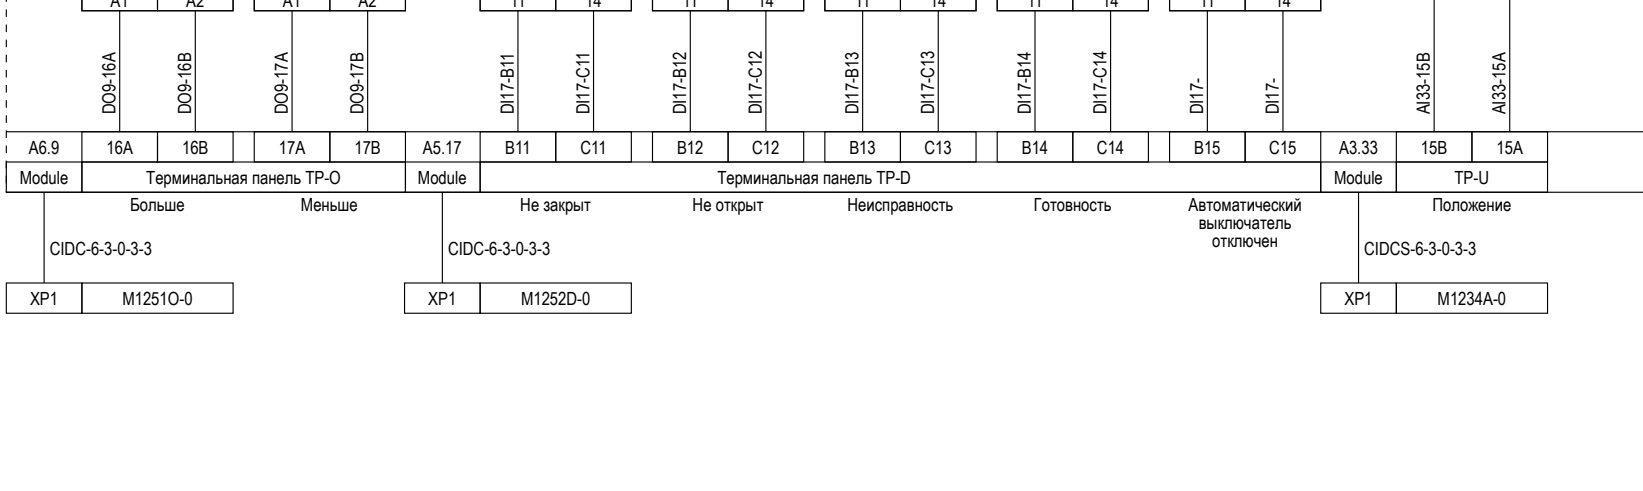 A1 A2 A1 A2 11 14 11 14 11 14 11 14 11 14
DO9-16A DO9-16B DO9-17A DO9-17B DI17-B11 DI17-C11 DI17-B12 DI17-C12 DI17-B13 DI17-C13 DI17-B14 DI17-C14 DI17- DI17- AI33-15B AI33-15A
A6.9 16A 16B 17A 17B A5.17 B11 C11 B12 C12 B13 C13 B14 C14 B15 C15 A3.33 15B 15A
Module Терминальная панель TP-O Module Терминальная панель TP-D Module TP-U
Больше Меньше Не закрыт Не открыт Неисправность Готовность Автоматический Положение
выключатель
отключен
CIDC-6-3-0-3-3 CIDC-6-3-0-3-3 CIDCS-6-3-0-3-3
XP1 M1251O-0 XP1 M1252D-0 XP1 M1234A-0